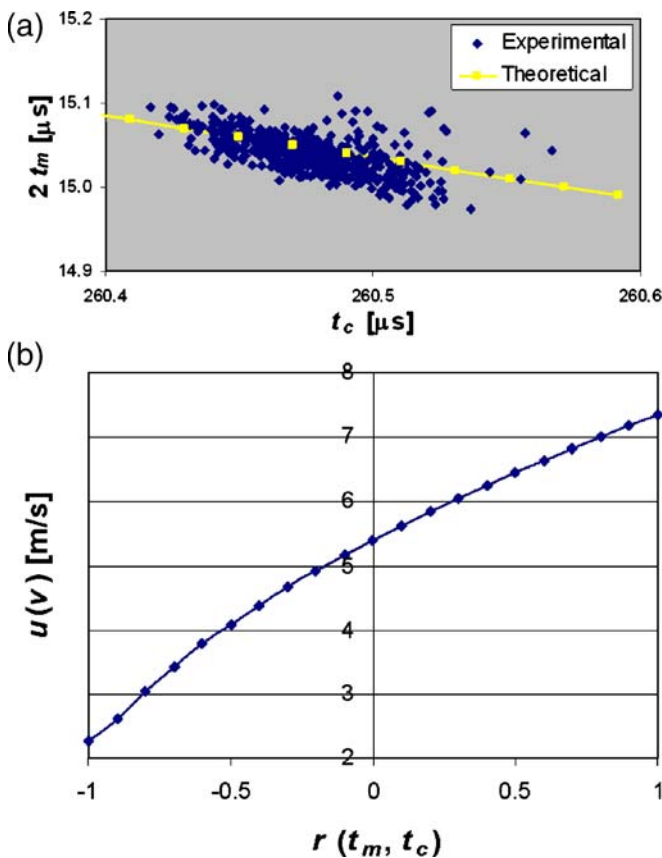 (a)
15.2
15.1
15.0
14.9
2 tm [µs]
Experimental
Theoretical
260.4
260.5
260.6
tc [µs]
(b)
8
7
6
5
4
3
2
u(v) [m/s]
-1
-0.5
0
0.5
1
r (tm, tc)